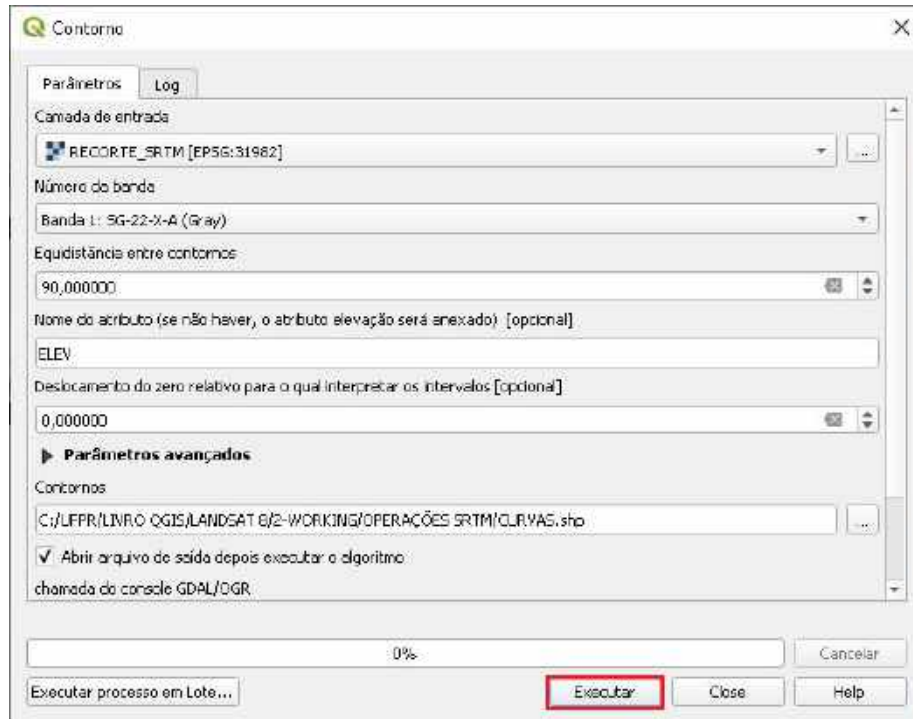 Contorno
Parâmetros Log
Camada de entrada
RECORTE_SRTM [EPSG:31982]
...
Número da banda
Banda 1: SG-22-X-A (Gray)
Equidistância entre contornos
90,000000
Nome do atributo (se não haver, o atributo elevação será anexado) [opcional]
ELEV
Deslocamento do zero relativo para o qual interpretar os intervalos [opcional]
0,000000
Parâmetros avançados
Contornos
C:/UFPR/LIVRO QGIS/LANDSAT 8/2-WORKING/OPERAÇÕES SRTM/CURVAS.shp
...
Abrir arquivo de saída depois executar o algoritmo
chamada do console GDAL/OGR
0%
Cancelar
Executar processo em Lote...
Executar
Close
Help